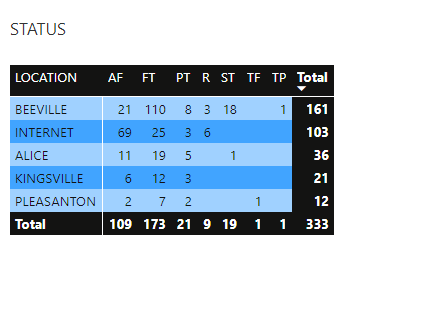 STATUS
LOCATION AF FT PT R ST TF TP Total
BEEVILLE 21 110 8 3 18 1 161
INTERNET 69 25 3 6 103
ALICE 11 19 5 1 36
KINGSVILLE 6 12 3 21
PLEASANTON 2 7 2 1 12
Total 109 173 21 9 19 1 1 333